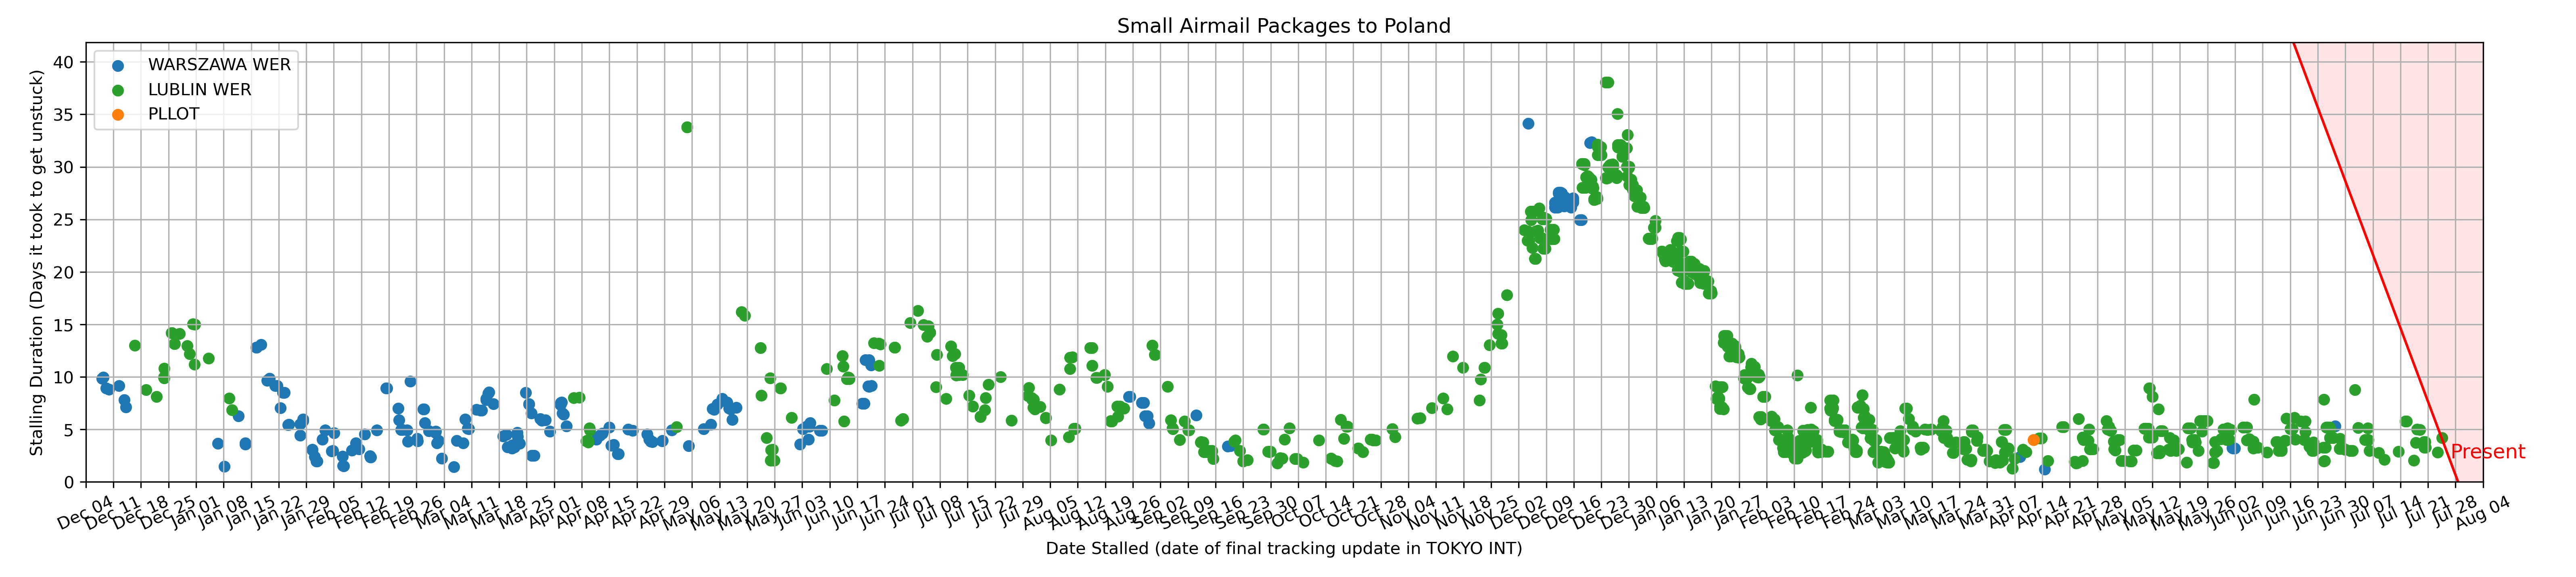 Small Airmail Packages to Poland
WARSZAWA WER
LUBLIN WER
PLLOT
Stalling Duration (Days it took to get unstuck)
40
35
30
25
20
15
10
5
0
Present
Dec 04
Dec 11
Dec 18
Dec 25
Jan 01
Jan 08
Jan 15
Jan 22
Jan 29
Feb 05
Feb 12
Feb 19
Feb 26
Mar 04
Mar 11
Mar 18
Mar 25
Apr 01
Apr 08
Apr 15
Apr 22
Apr 29
May 06
May 13
May 20
May 27
Jun 03
Jun 10
Jun 17
Jun 24
Jul 01
Jul 08
Jul 15
Jul 22
Jul 29
Aug 05
Aug 12
Aug 19
Aug 26
Sep 02
Sep 09
Sep 16
Sep 23
Sep 30
Oct 07
Oct 14
Oct 21
Oct 28
Nov 04
Nov 11
Nov 18
Nov 25
Dec 02
Dec 09
Dec 16
Dec 23
Dec 30
Jan 06
Jan 13
Jan 20
Jan 27
Feb 03
Feb 10
Feb 17
Feb 24
Mar 03
Mar 10
Mar 17
Mar 24
Mar 31
Apr 07
Apr 14
Apr 21
Apr 28
May 05
May 12
May 19
May 26
Jun 02
Jun 09
Jun 16
Jun 23
Jun 30
Jul 07
Jul 14
Jul 21
Jul 28
Aug 04
Date Stalled (date of final tracking update in TOKYO INT)